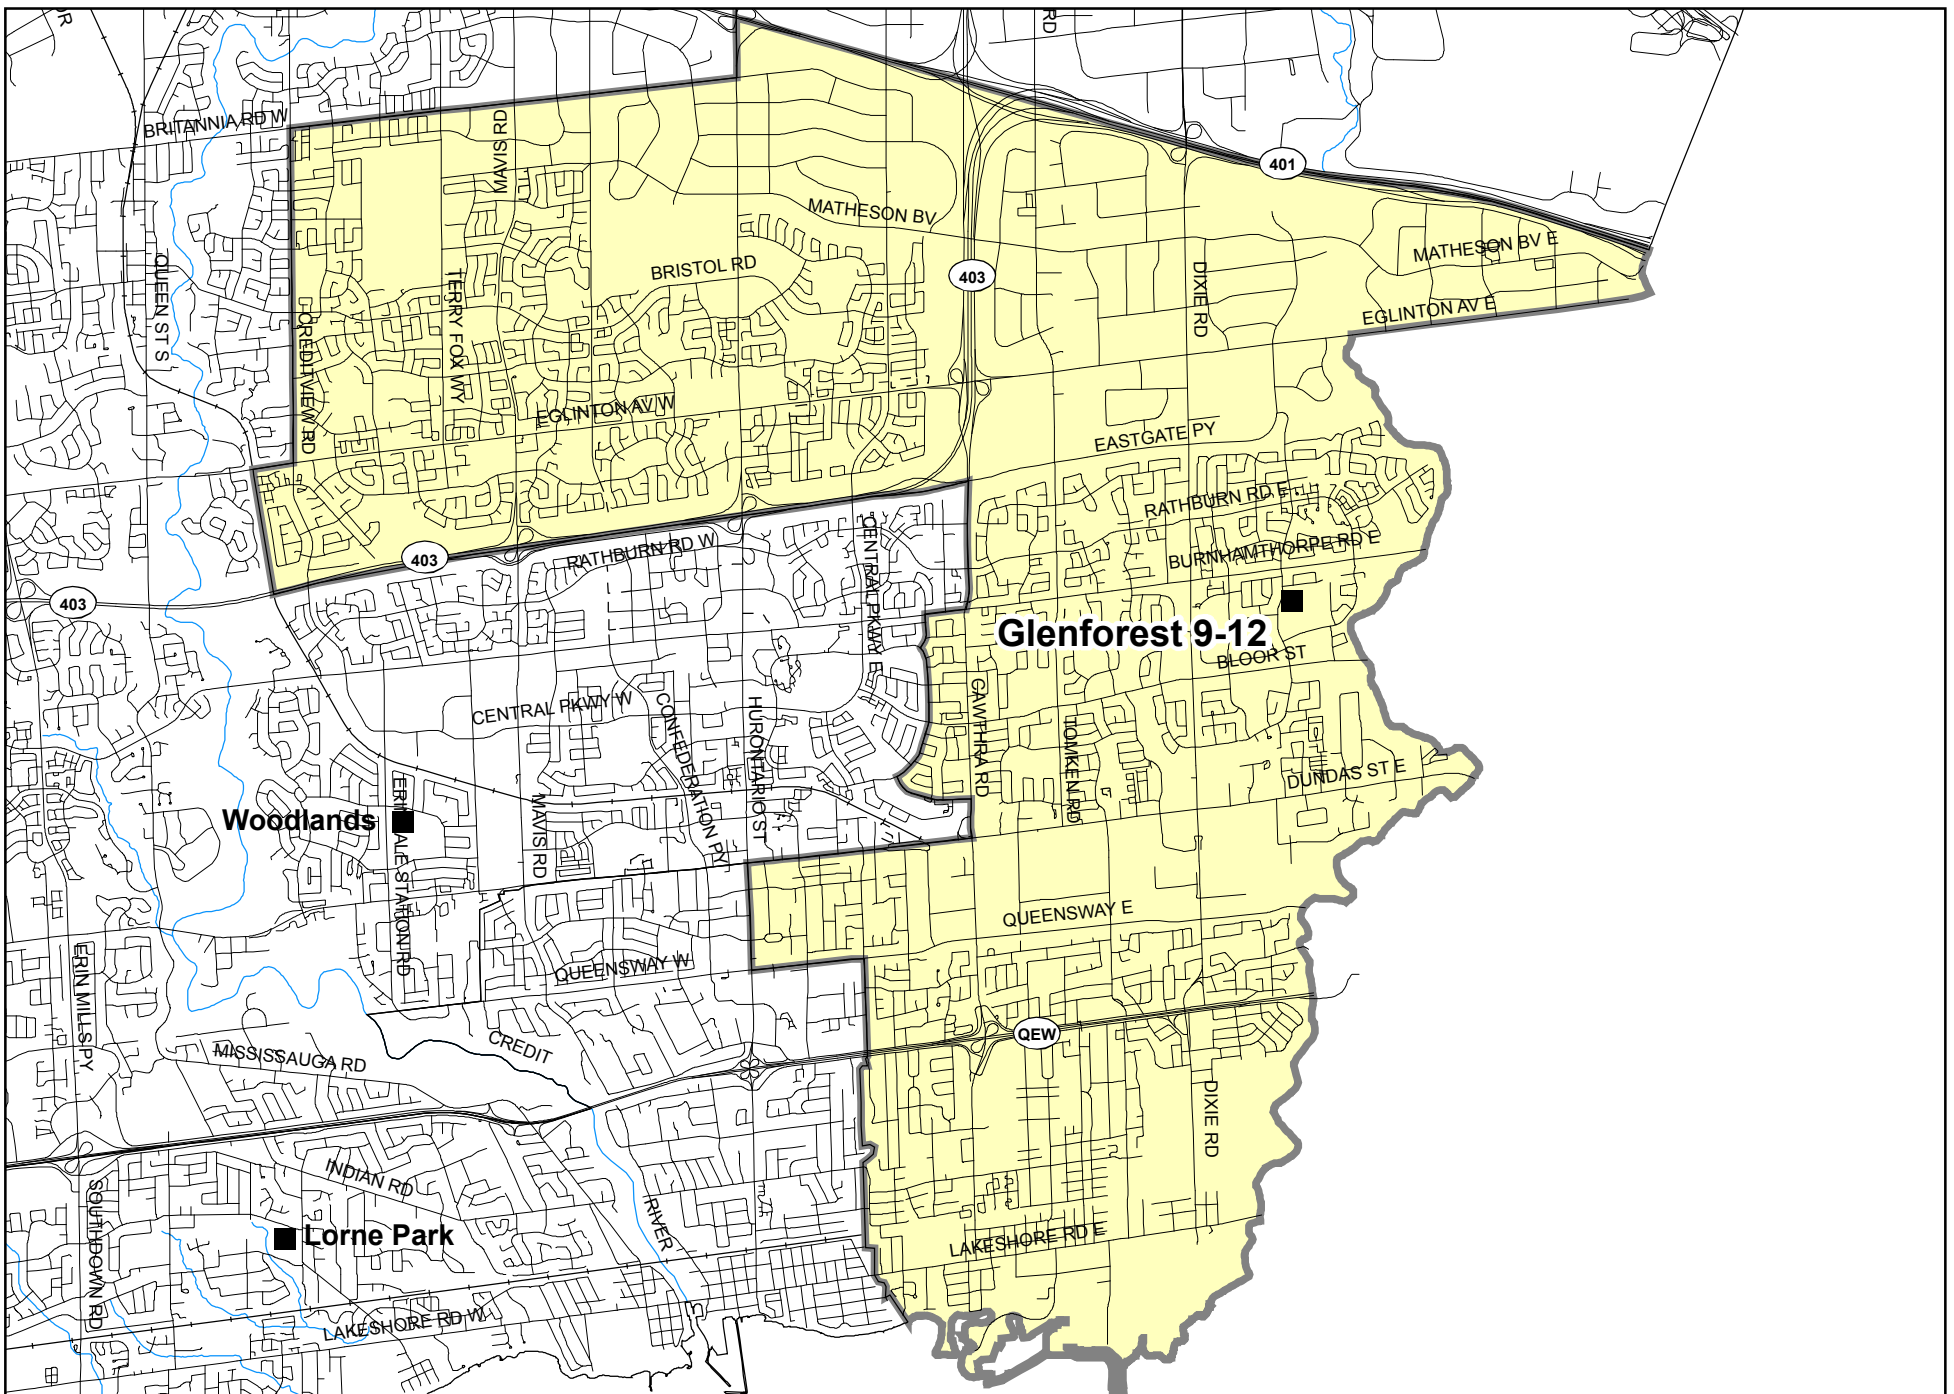 OR
RD
BRITANNIA RD W
MAVIS RD
401
MATHESON BV
MATHESON BV E
QUEEN ST S
BRISTOL RD
403
DIXIE RD
TERRY FOX WY
EGLINTON AV E
CREDITVIEW RD
EGLINTON AV W
EASTGATE PY
RATHBURN RD E
403
RATHBURN RD W
CENTRAL PKWY E
BURNHAMTHORPE RD E
403
Glenforest 9-12
BLOOR ST
CENTRAL PKWY W
CONFEDERATION PY
HURONTARIO ST
CAWTHRA RD
TOMKEN RD
DUNDAS ST E
Woodlands
ERINDALE STATION RD
MAVIS RD
QUEENSWAY E
ERIN MILLS PY
QUEENSWAY W
QEW
CREDIT
MISSISSAUGA RD
DIXIE RD
INDIAN RD
SOUTHDOWN RD
RIVER
Lorne Park
LAKESHORE RD E
LAKESHORE RD W